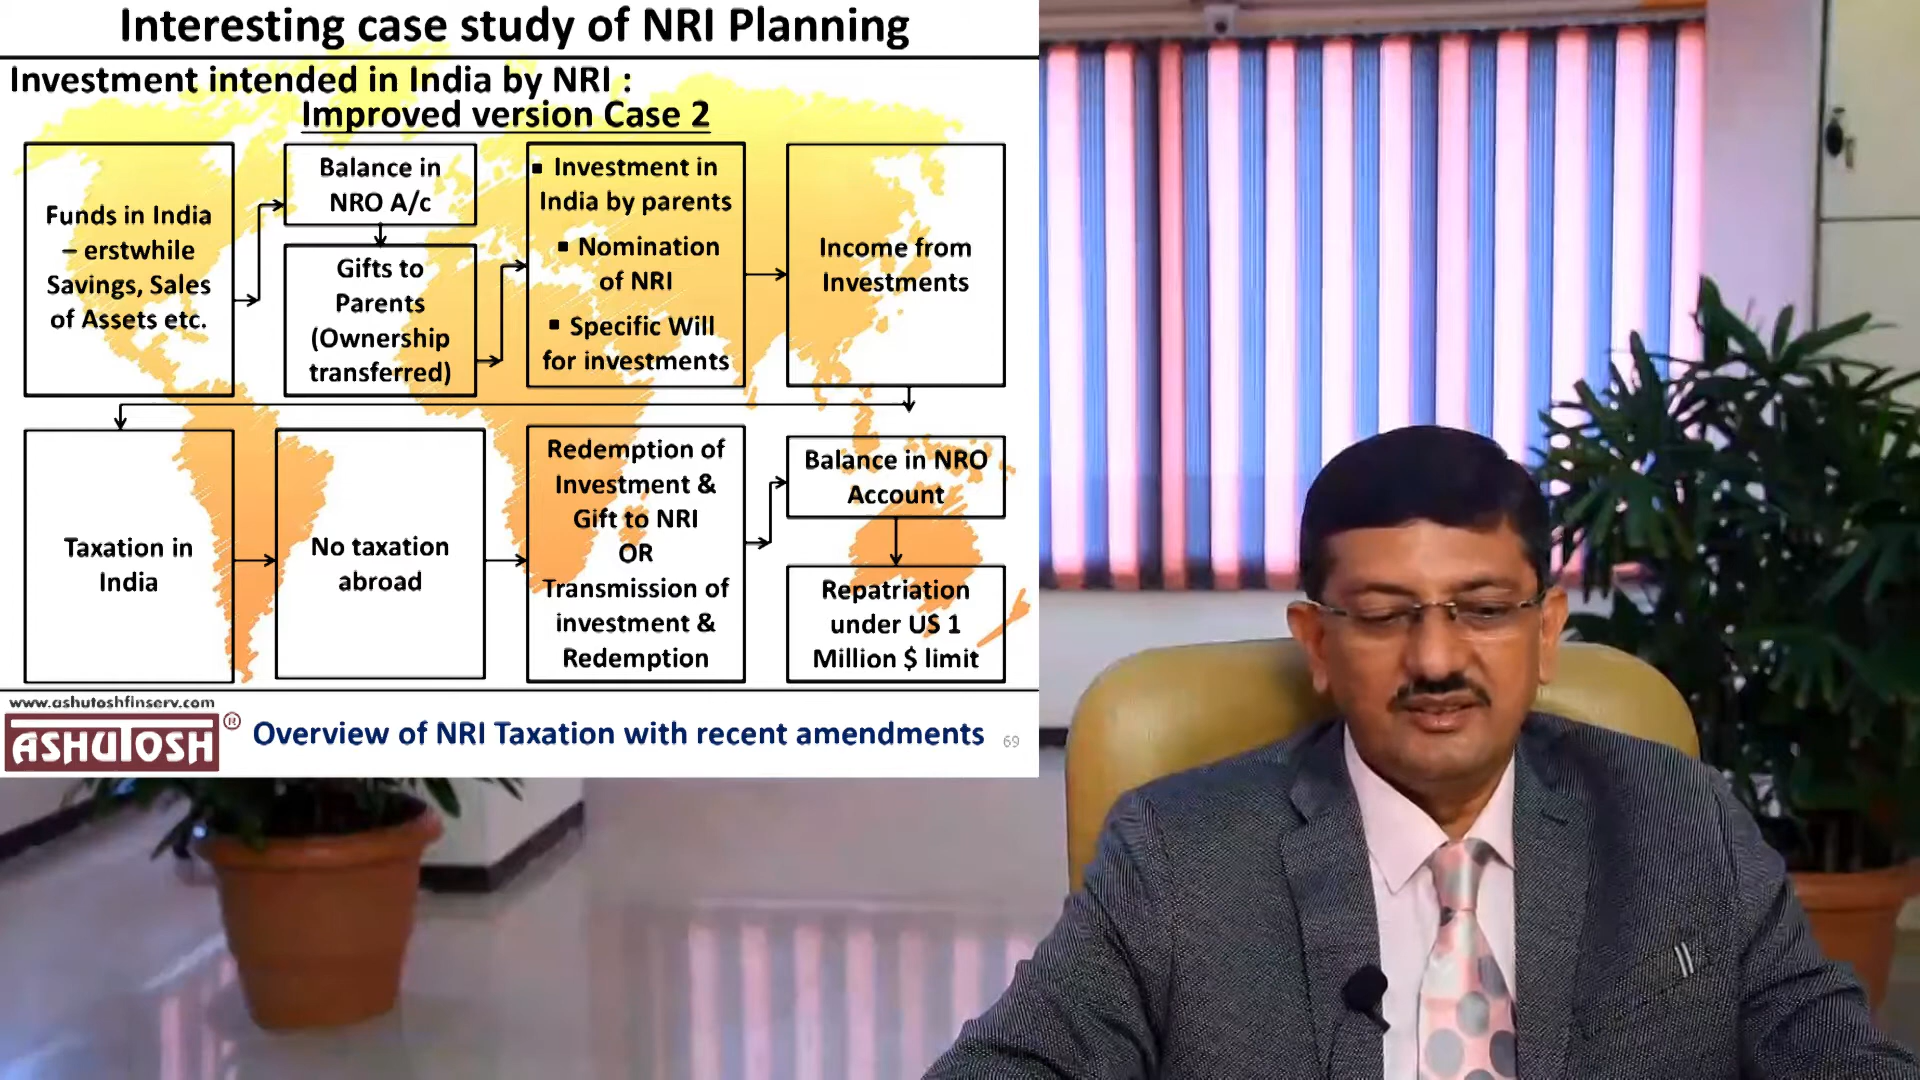 Interesting case study of NRI Planning
Investment intended in India by NRI :
Improved version Case 2
Funds in India
– erstwhile
Savings, Sales
of Assets etc.
Balance in
NRO A/c
Gifts to
Parents
(Ownership
transferred)
▪ Investment in
India by parents
▪ Nomination
of NRI
▪ Specific Will
for investments
Income from
Investments
Taxation in
India
No taxation
abroad
Redemption of
Investment &
Gift to NRI
OR
Transmission of
investment &
Redemption
Balance in NRO
Account
Repatriation
under US 1
Million $ limit
www.ashutoshfinserv.com
ASHUTOSH®
Overview of NRI Taxation with recent amendments
69